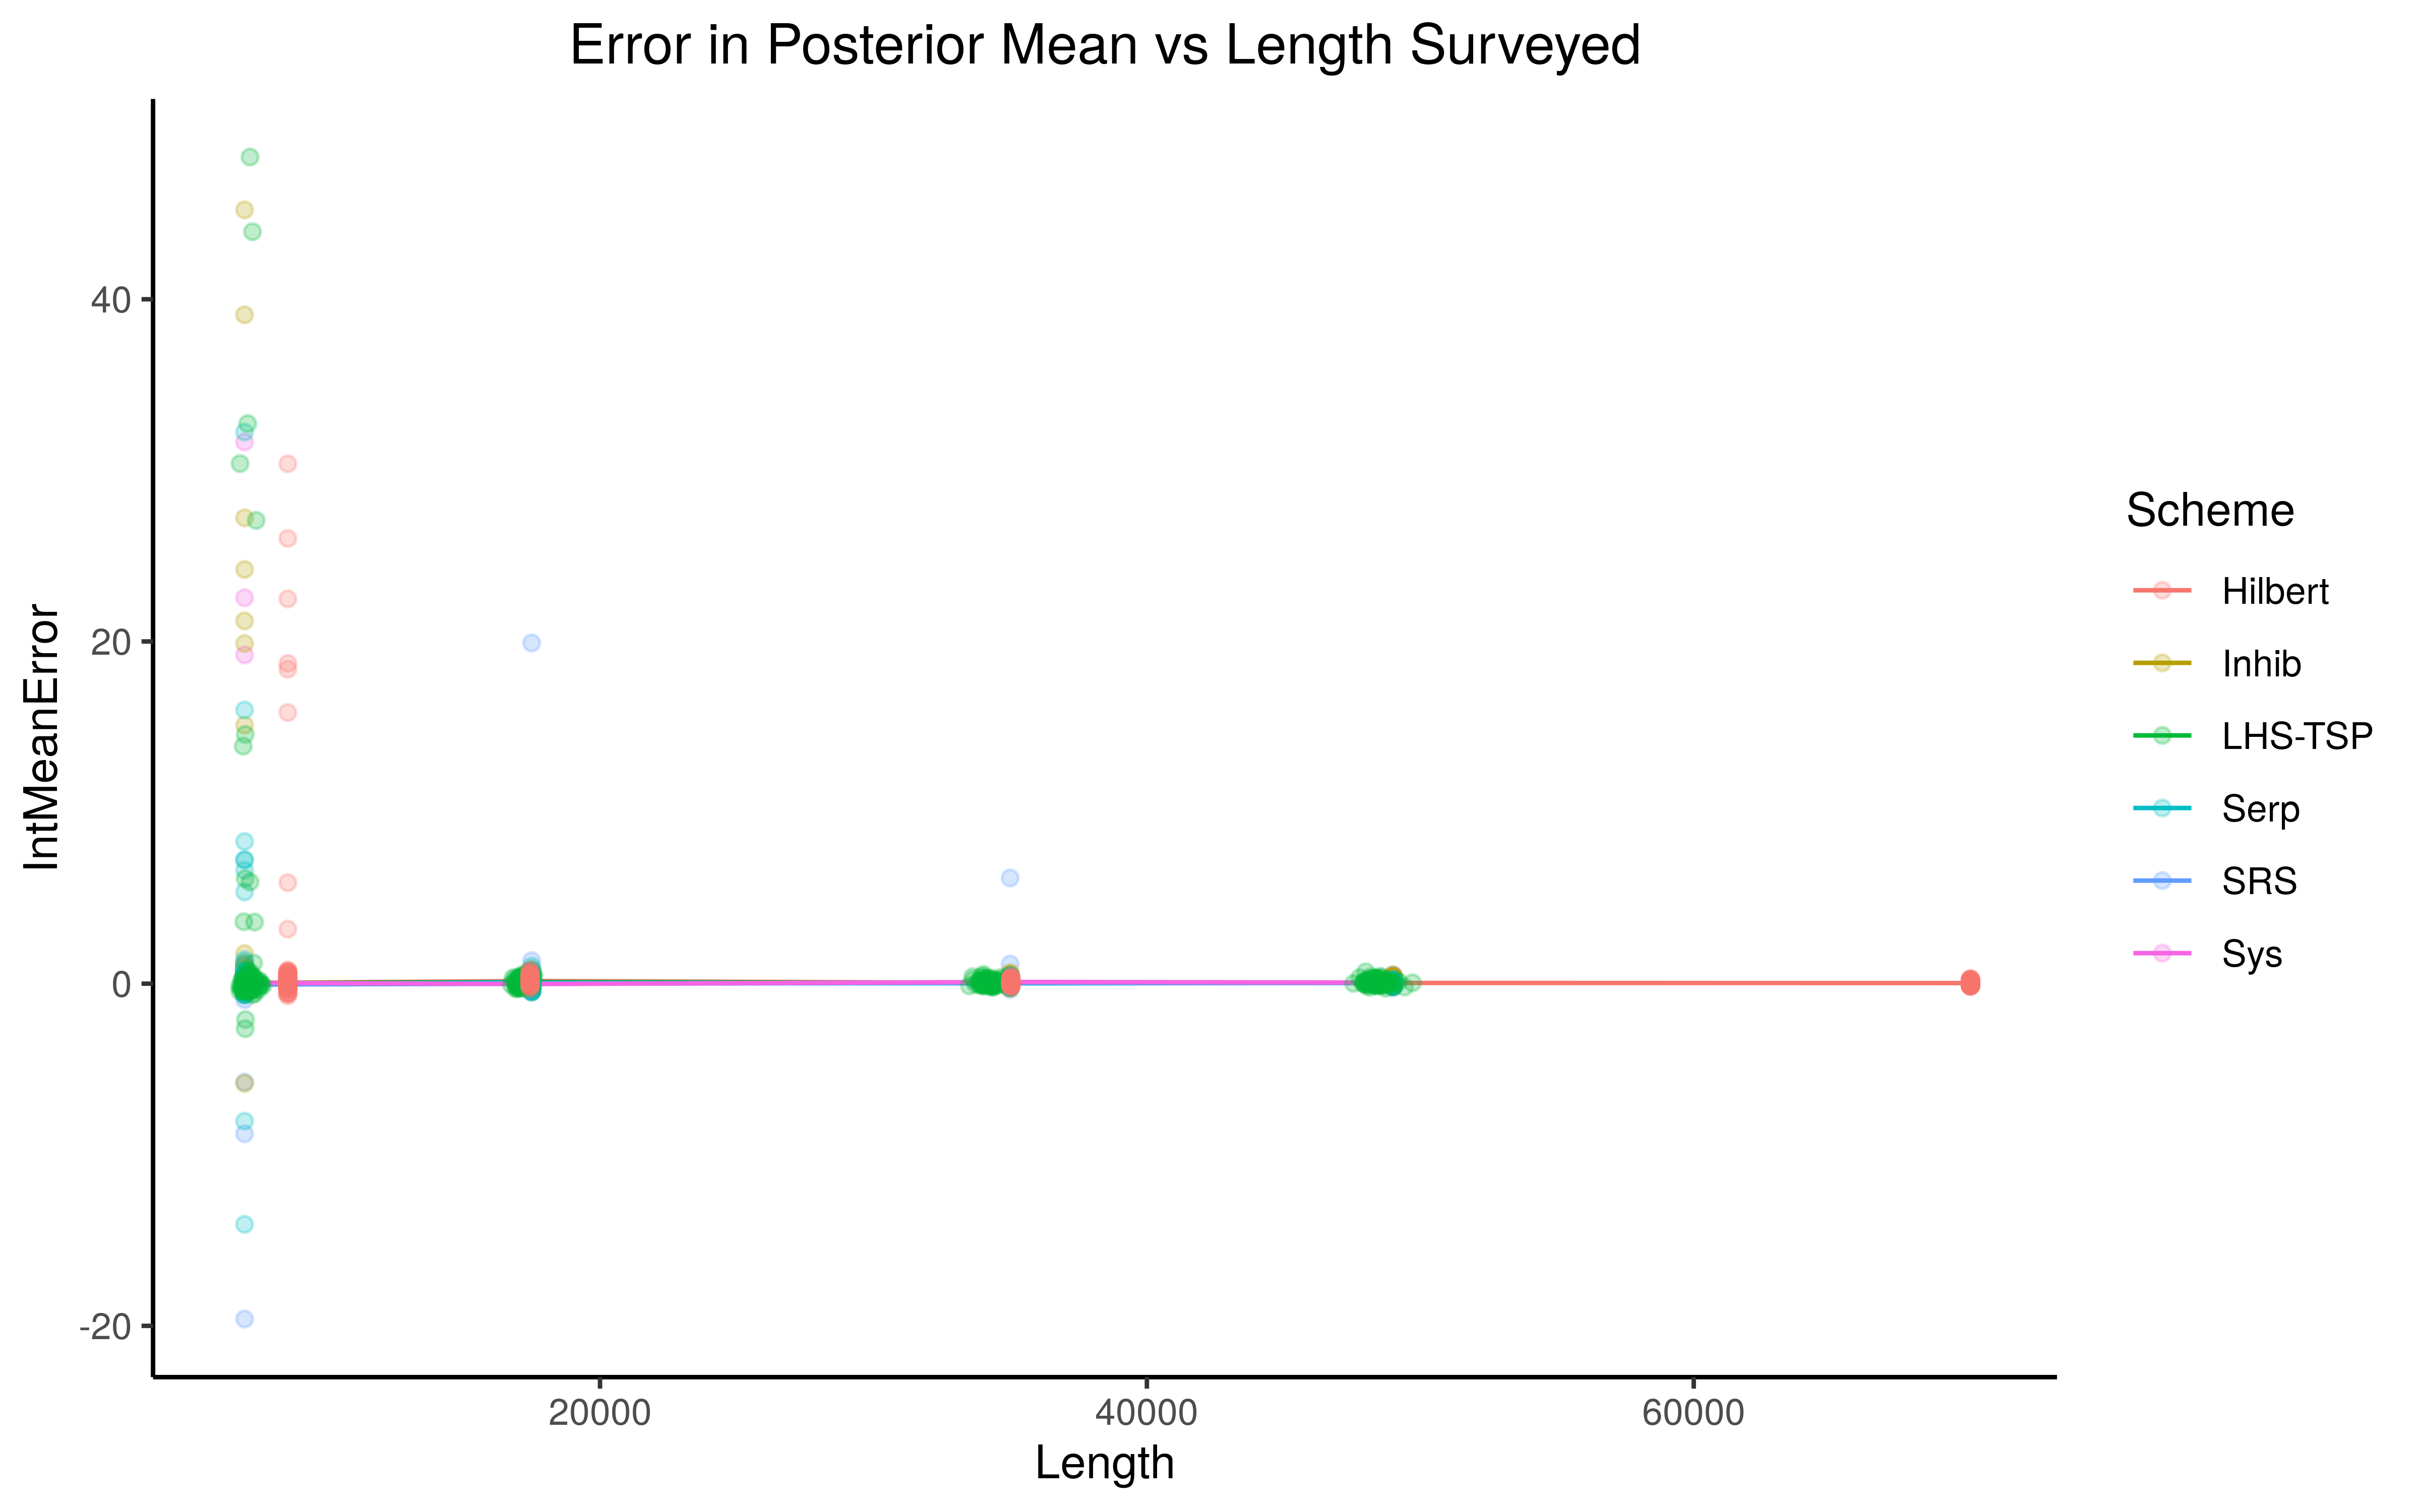 Error in Posterior Mean vs Length Surveyed
IntMeanError
40
20
0
-20
20000
40000
60000
Length
Scheme
Hilbert
Inhib
LHS-TSP
Serp
SRS
Sys